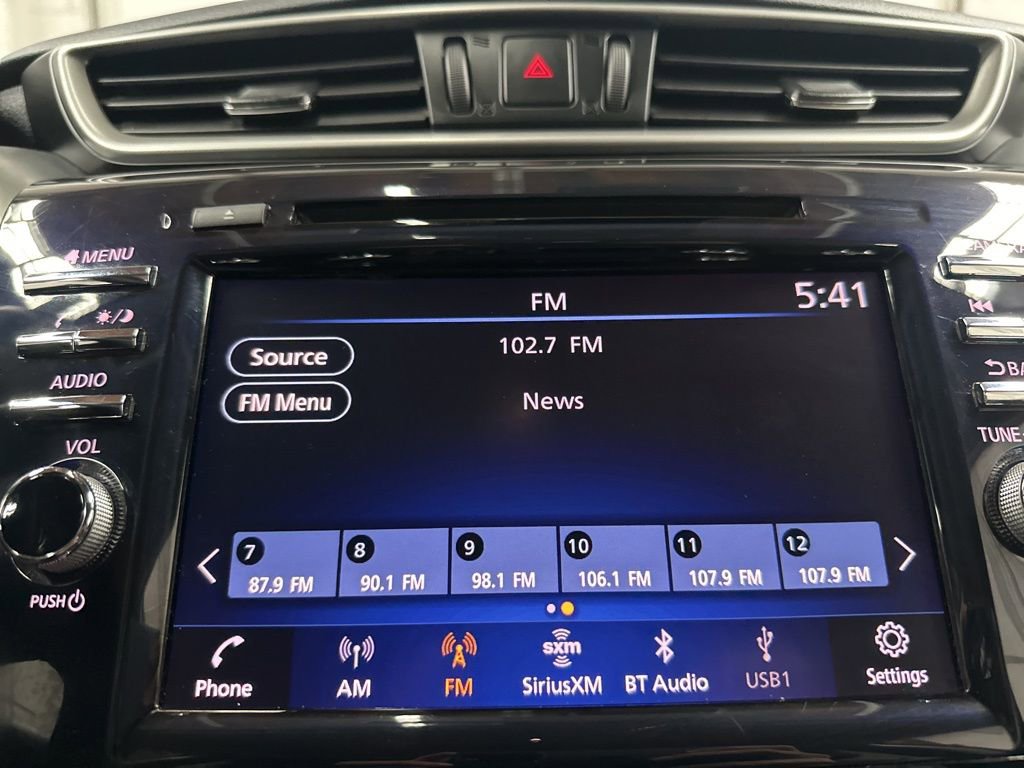 MENU
AUDIO
VOL
PUSH
FM
5:41
Source
102.7 FM
FM Menu
News
7
87.9 FM
8
90.1 FM
9
98.1 FM
10
106.1 FM
11
107.9 FM
12
107.9 FM
Phone
AM
FM
sxm
SiriusXM
BT Audio
USB1
Settings
BA
TUNE